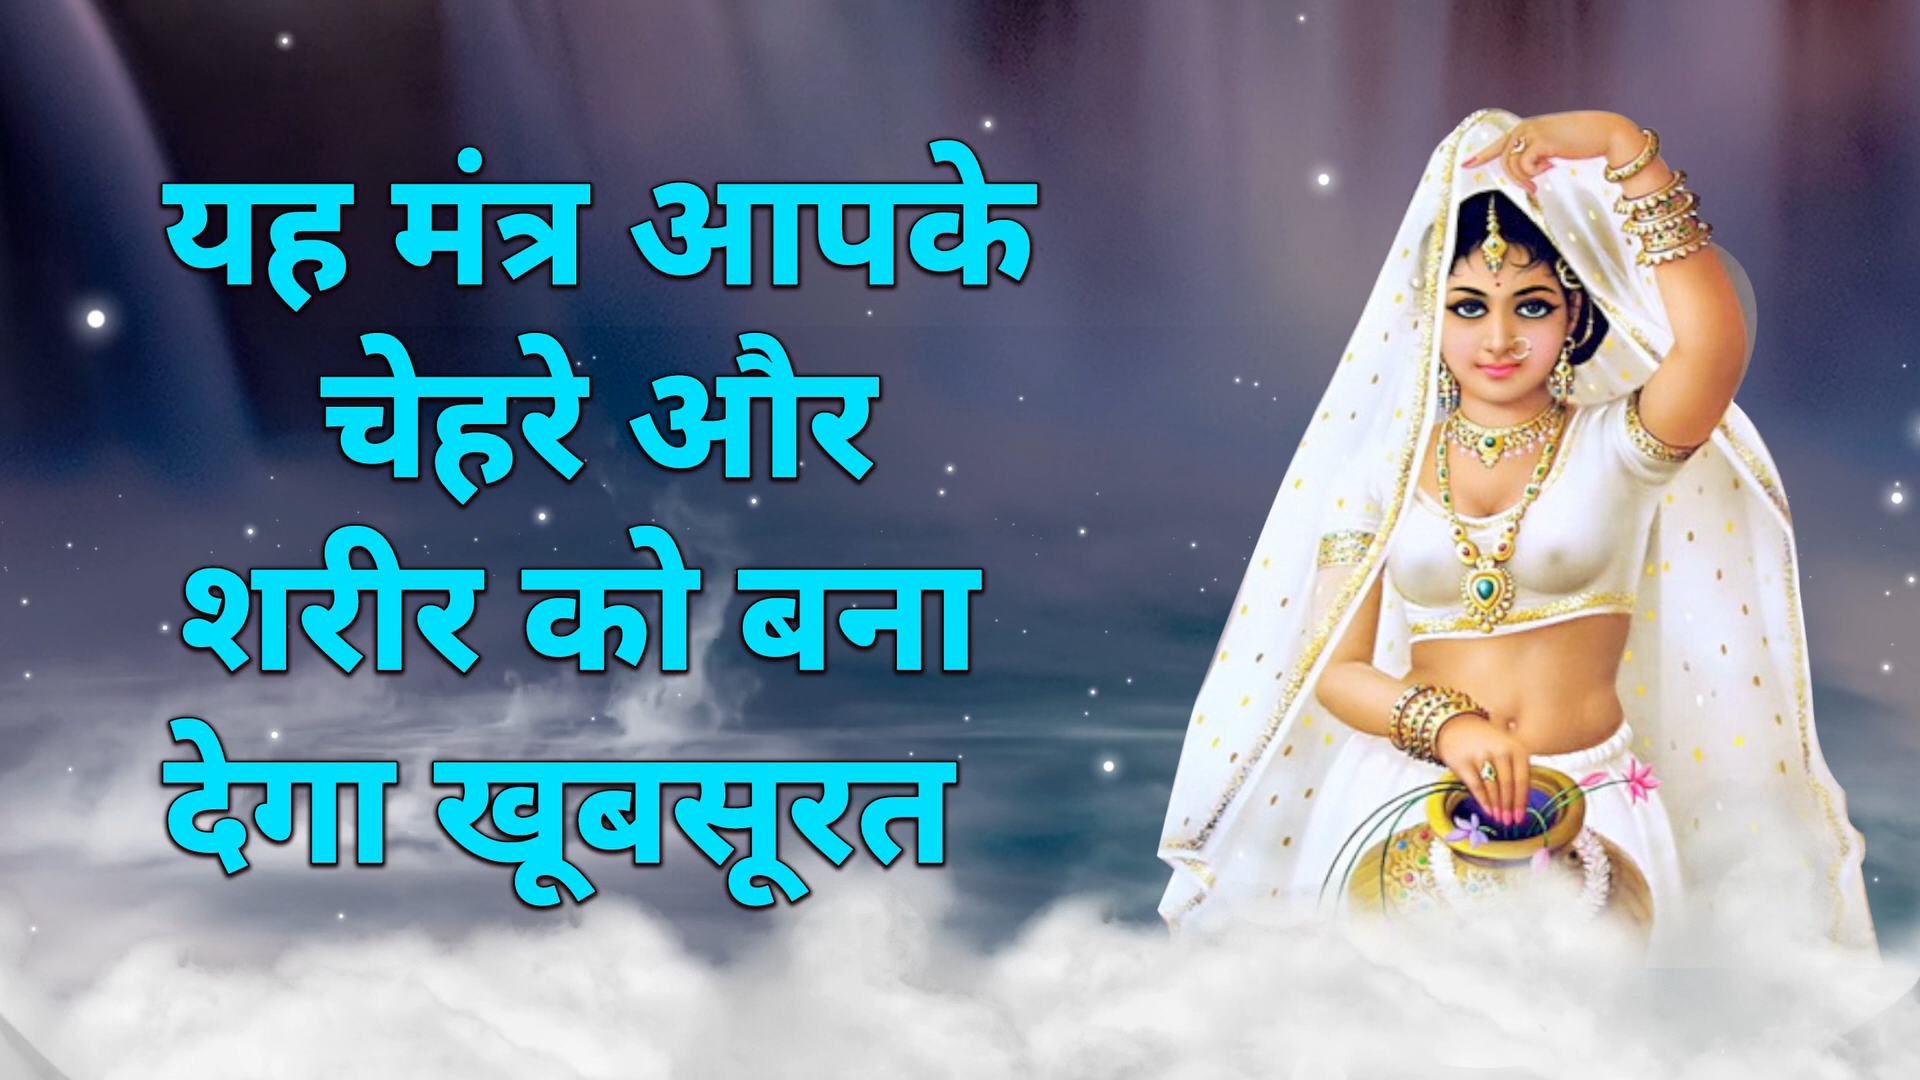 यह मंत्र आपके
चेहरे और
शरीर को बना
देगा खूबसूरत